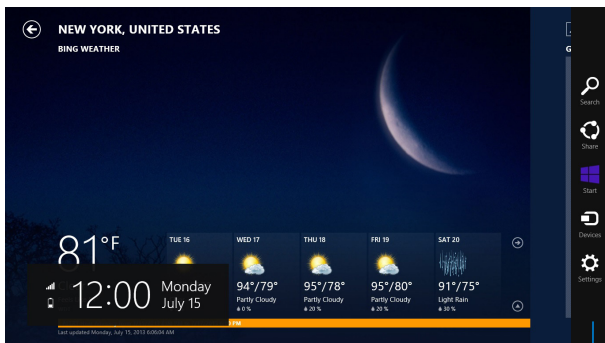 NEW YORK, UNITED STATES
BING WEATHER
G
Search
Share
Start
Devices
Settings
81°F
TUE 16
WED 17
94°/79°
Partly Cloudy
0 %
THU 18
95°/78°
Partly Cloudy
20 %
FRI 19
95°/80°
Partly Cloudy
20 %
SAT 20
91°/75°
Light Rain
30 %
12:00
Monday
July 15
PM
Last updated Monday, July 15, 2013 6:06:04 AM